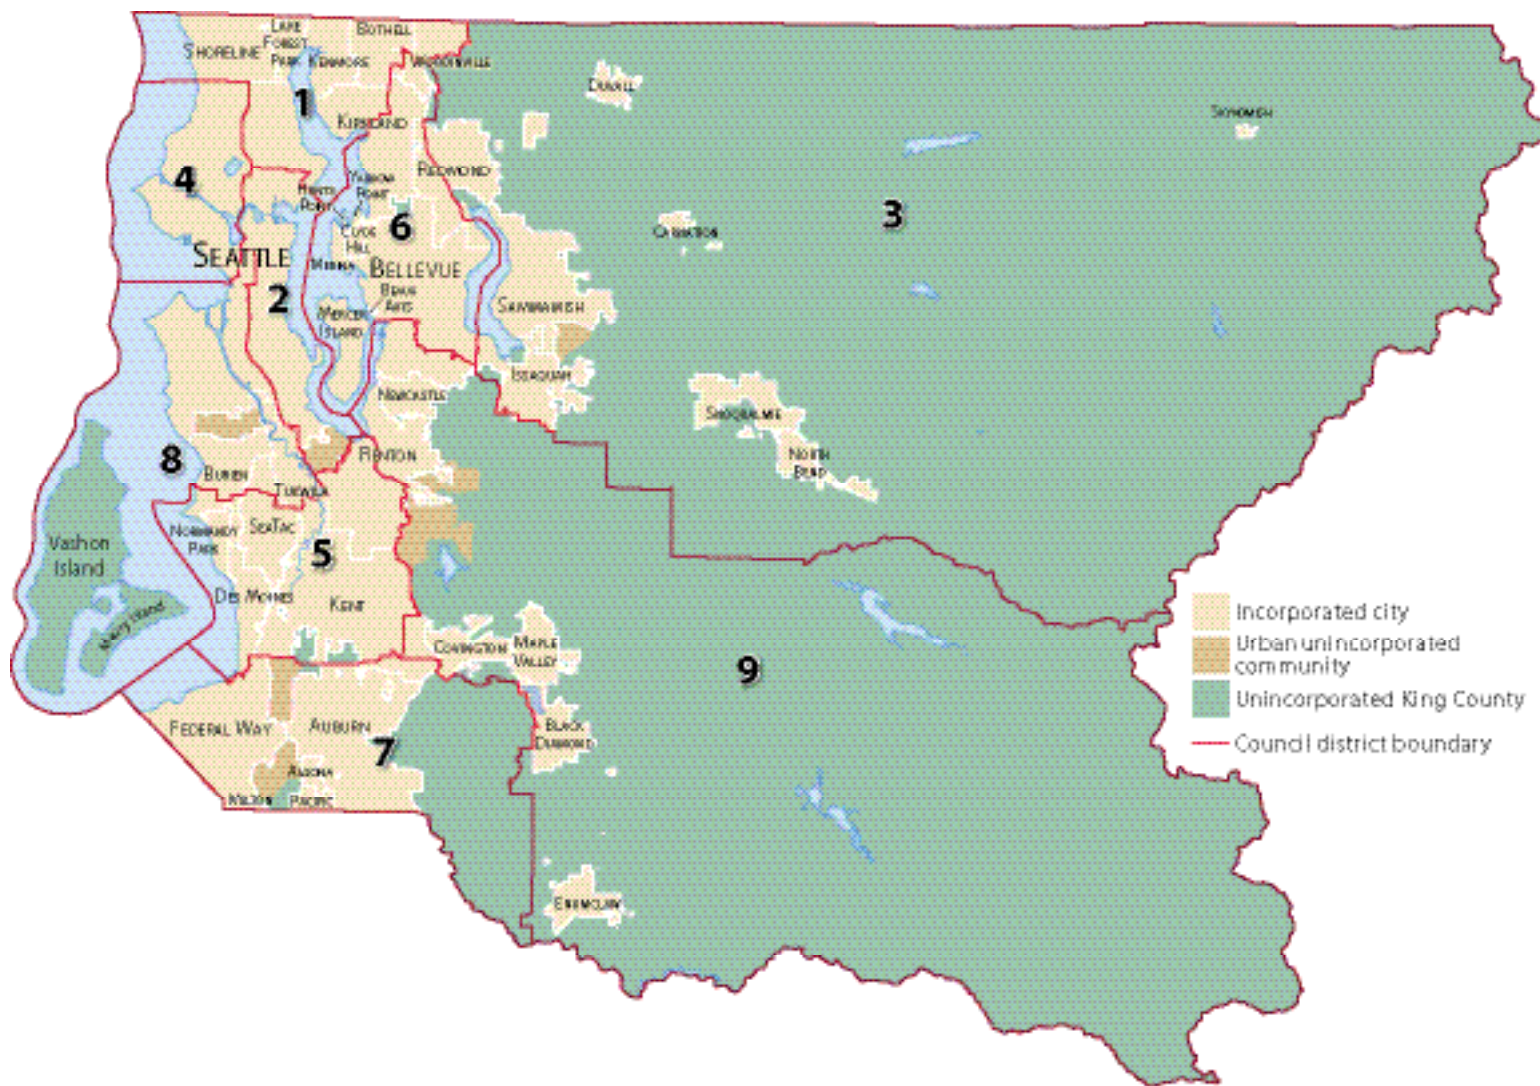 LAKE
FOREST
PARK
BOTHELL
SHORELINE
KENMORE
WOODINVILLE
DUVALL
SKYKOMISH
1
KIRKLAND
REDMOND
4
YARROW
POINT
HUNTS
POINT
6
3
CLYDE
HILL
CARNATION
SEATTLE
MEDINA
BELLEVUE
2
BEAUX
ARTS
MERCER
ISLAND
SAMMAMISH
ISSAQUAH
NEWCASTLE
SNOQUALMIE
8
RENTON
NORTH
BEND
BURIEN
TUKWILA
NORMANDY
PARK
SEATAC
5
Vashon
Island
DES MOINES
KENT
Maury Island
COVINGTON
MAPLE
VALLEY
9
FEDERAL WAY
AUBURN
BLACK
DIAMOND
7
ALGONA
MILTON
PACIFIC
ENUMCLAW
Incorporated city
Urban unincorporated
community
Unincorporated King County
Council district boundary